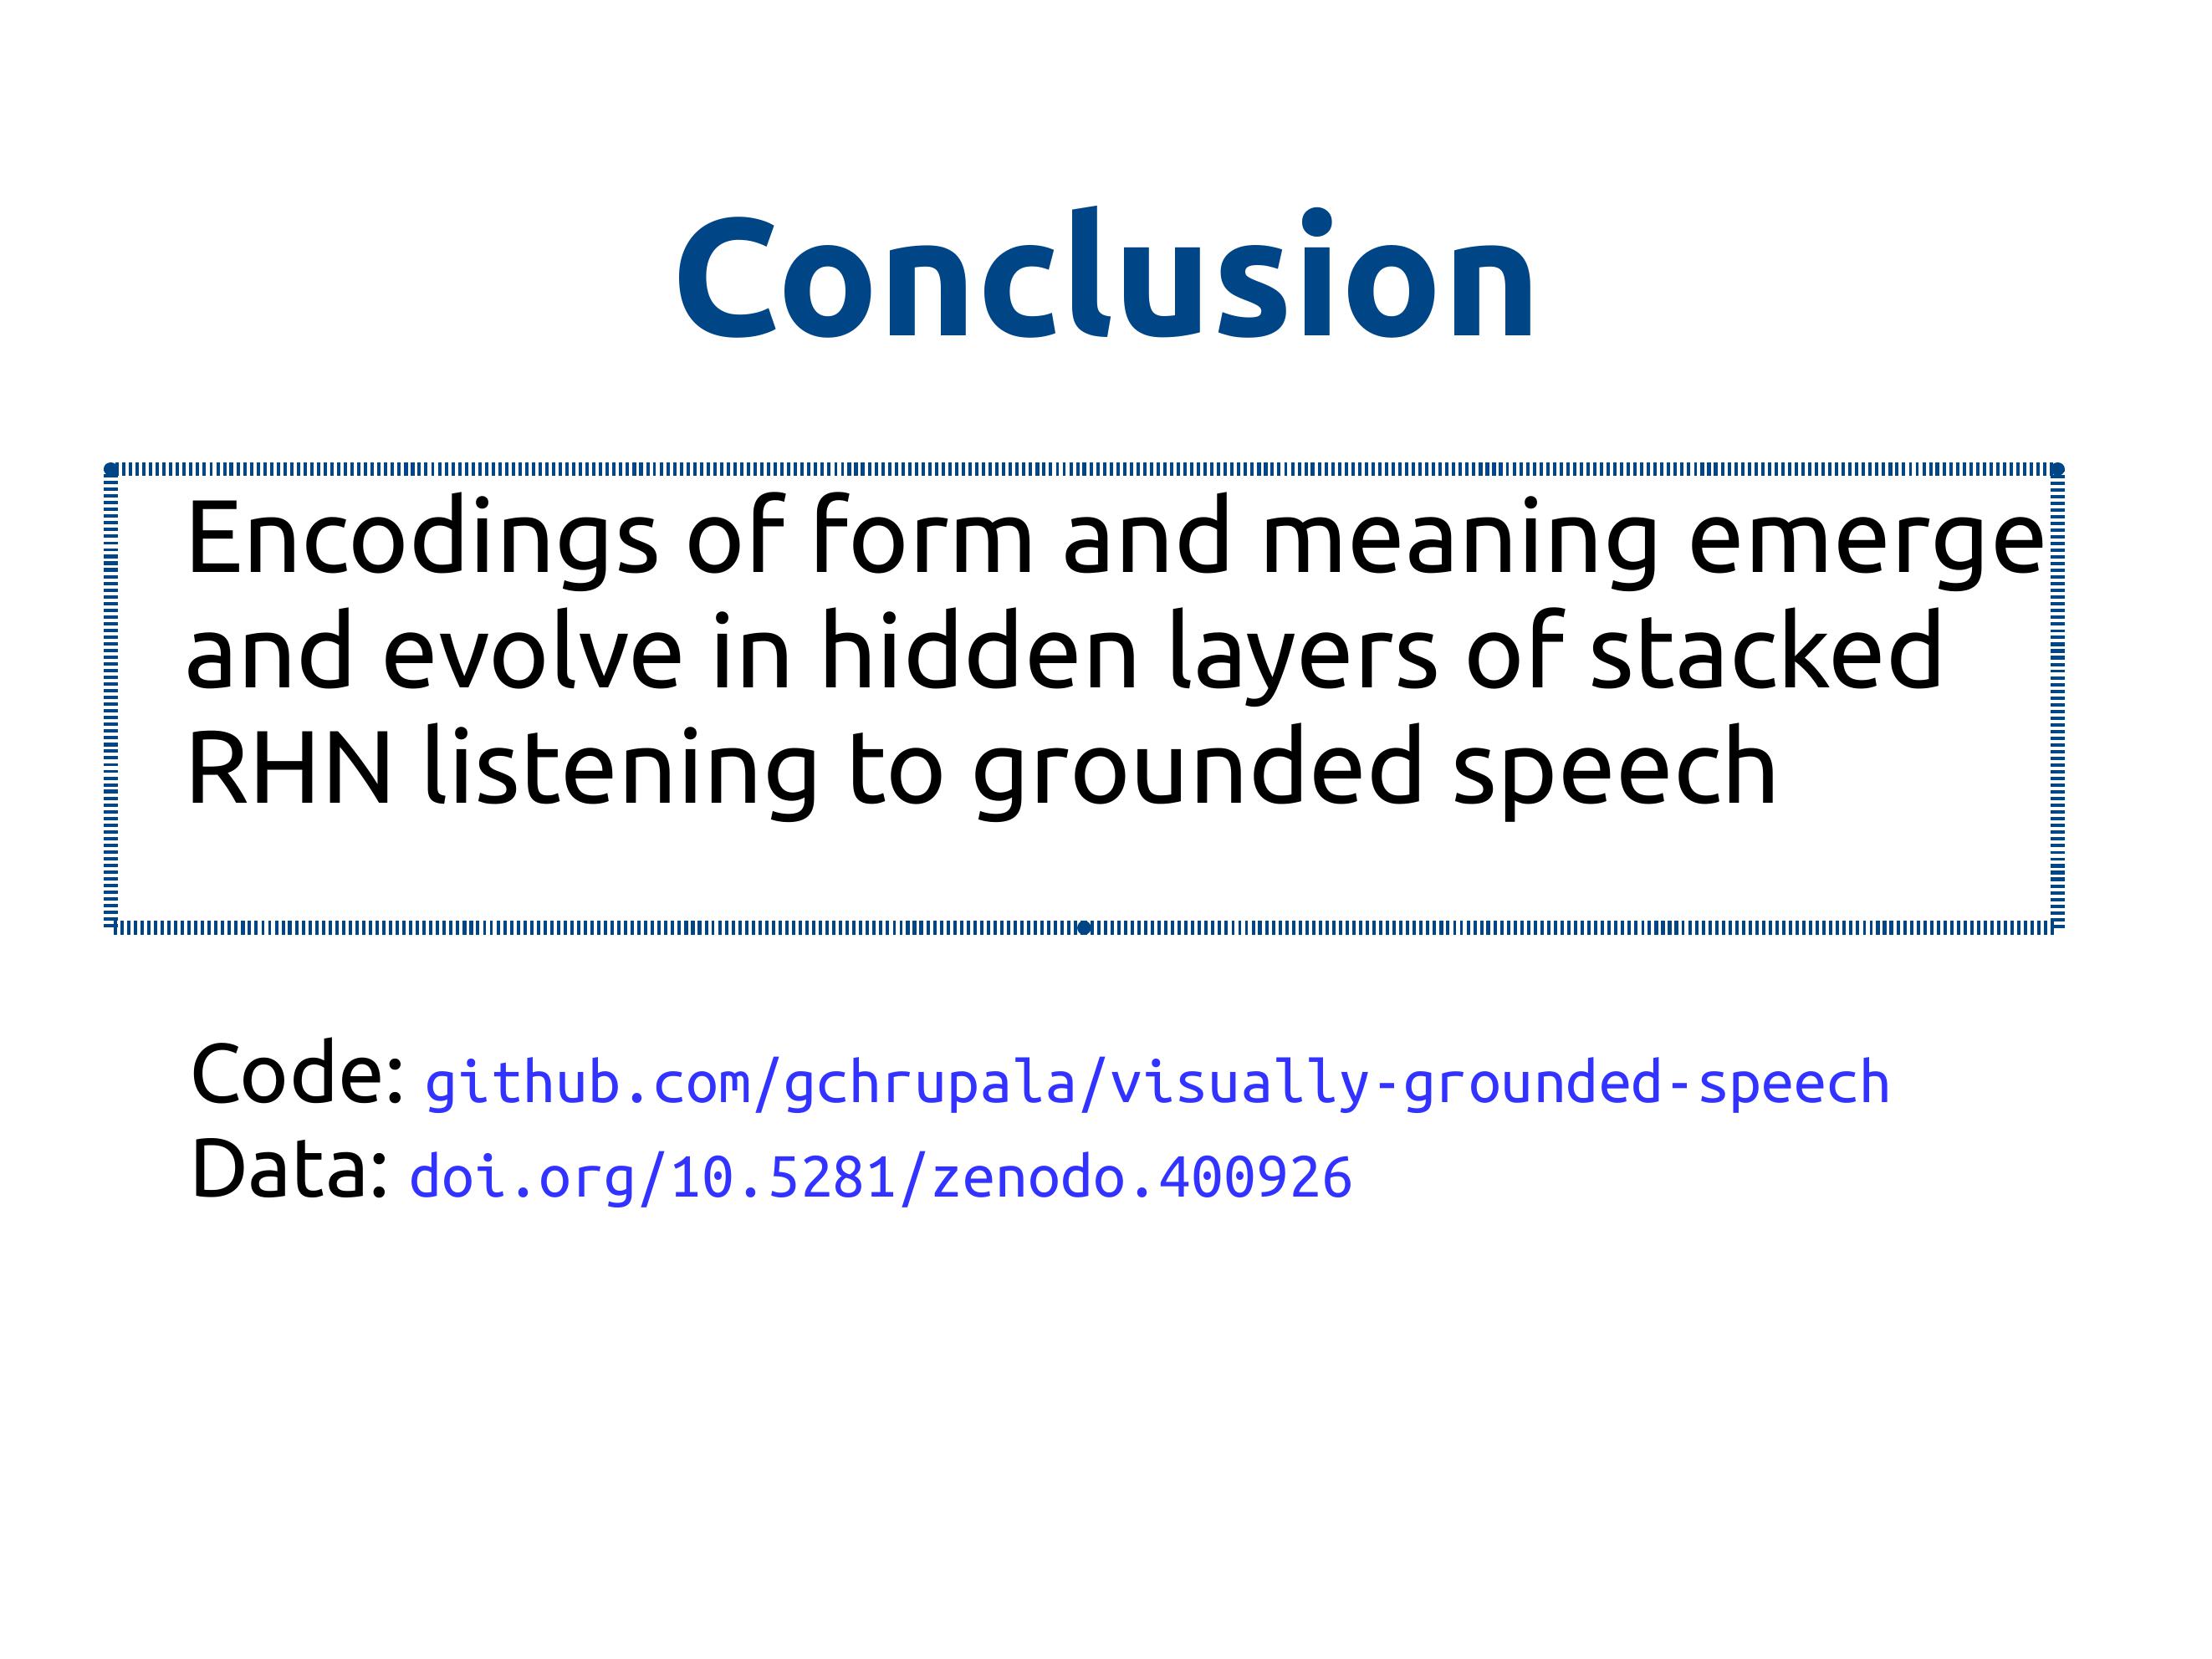 Conclusion
Encodings of form and meaning emerge
and evolve in hidden layers of stacked
RHN listening to grounded speech
Code: github.com/gchrupala/visually-grounded-speech
Data: doi.org/10.5281/zenodo.400926